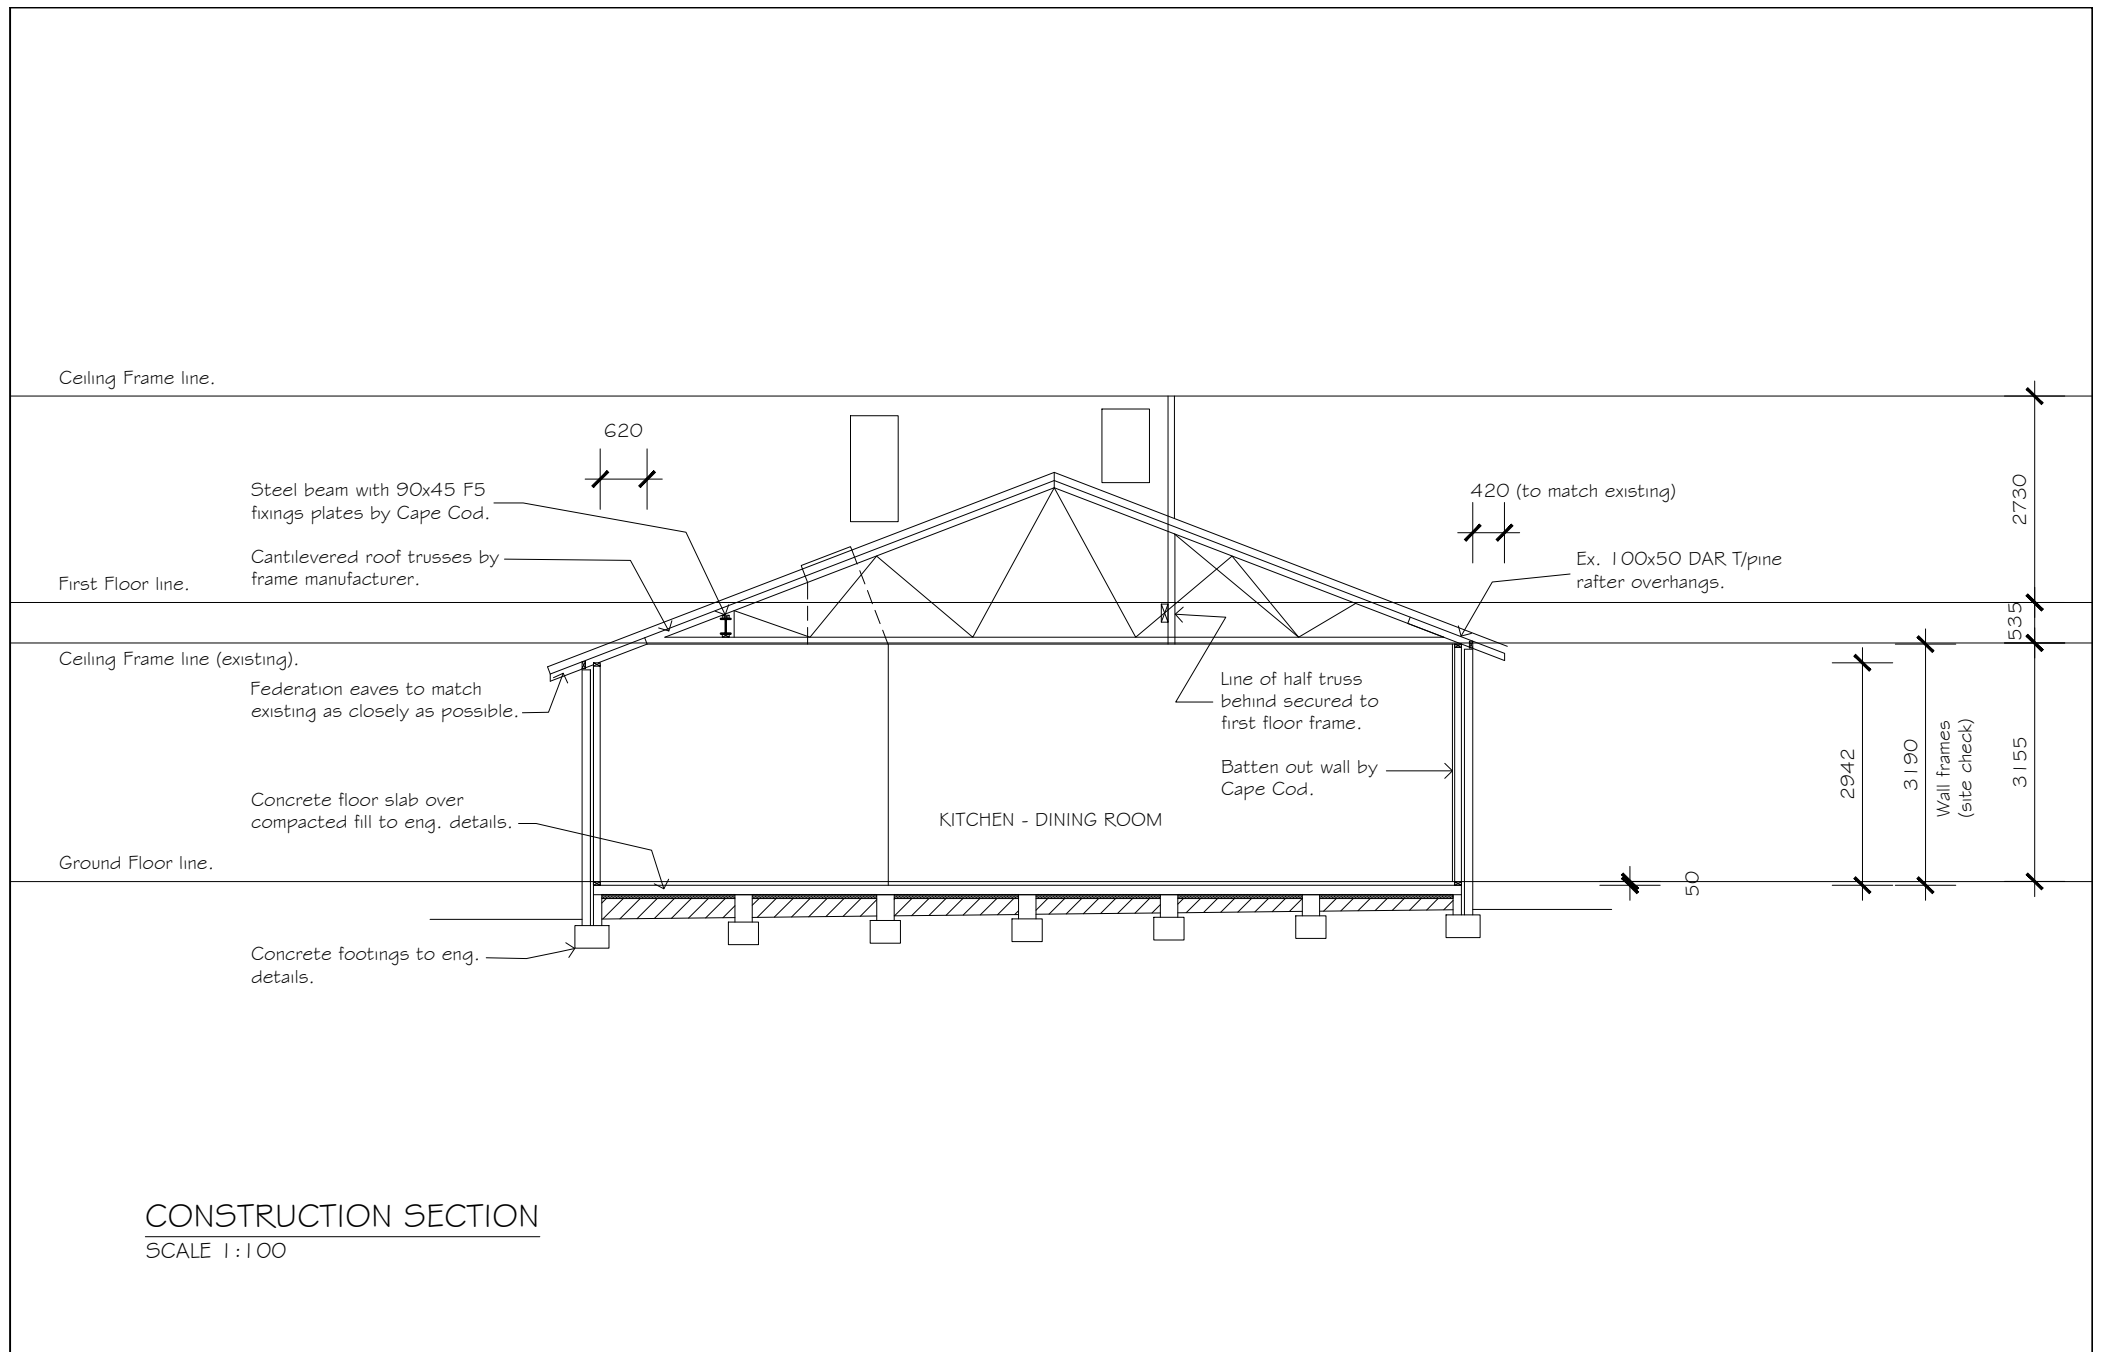 Ceiling Frame line.
620
Steel beam with 90x45 F5
fixings plates by Cape Cod.
420 (to match existing)
2730
Cantilevered roof trusses by
frame manufacturer.
Ex. 100x50 DAR T/pine
rafter overhangs.
First Floor line.
535
Ceiling Frame line (existing).
Federation eaves to match
existing as closely as possible.
Line of half truss
behind secured to
first floor frame.
Batten out wall by
Cape Cod.
2942
3190
Wall frames
(site check)
3155
Concrete floor slab over
compacted fill to eng. details.
KITCHEN - DINING ROOM
Ground Floor line.
50
Concrete footings to eng.
details.
CONSTRUCTION SECTION
SCALE 1:100